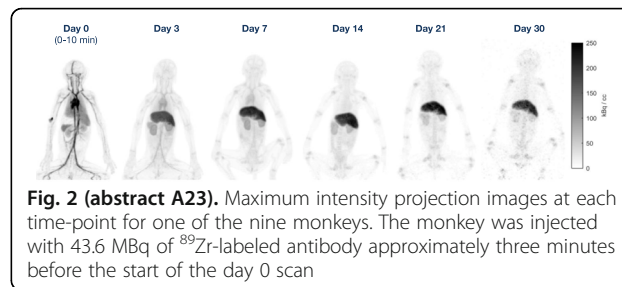 Day 0 Day 3 Day 7 Day 14 Day 21 Day 30
(0-10 min)
250
200
150
100
50
0
kBq / cc
Fig. 2 (abstract A23). Maximum intensity projection images at each
time-point for one of the nine monkeys. The monkey was injected
with 43.6 MBq of ⁸⁹Zr-labeled antibody approximately three minutes
before the start of the day 0 scan